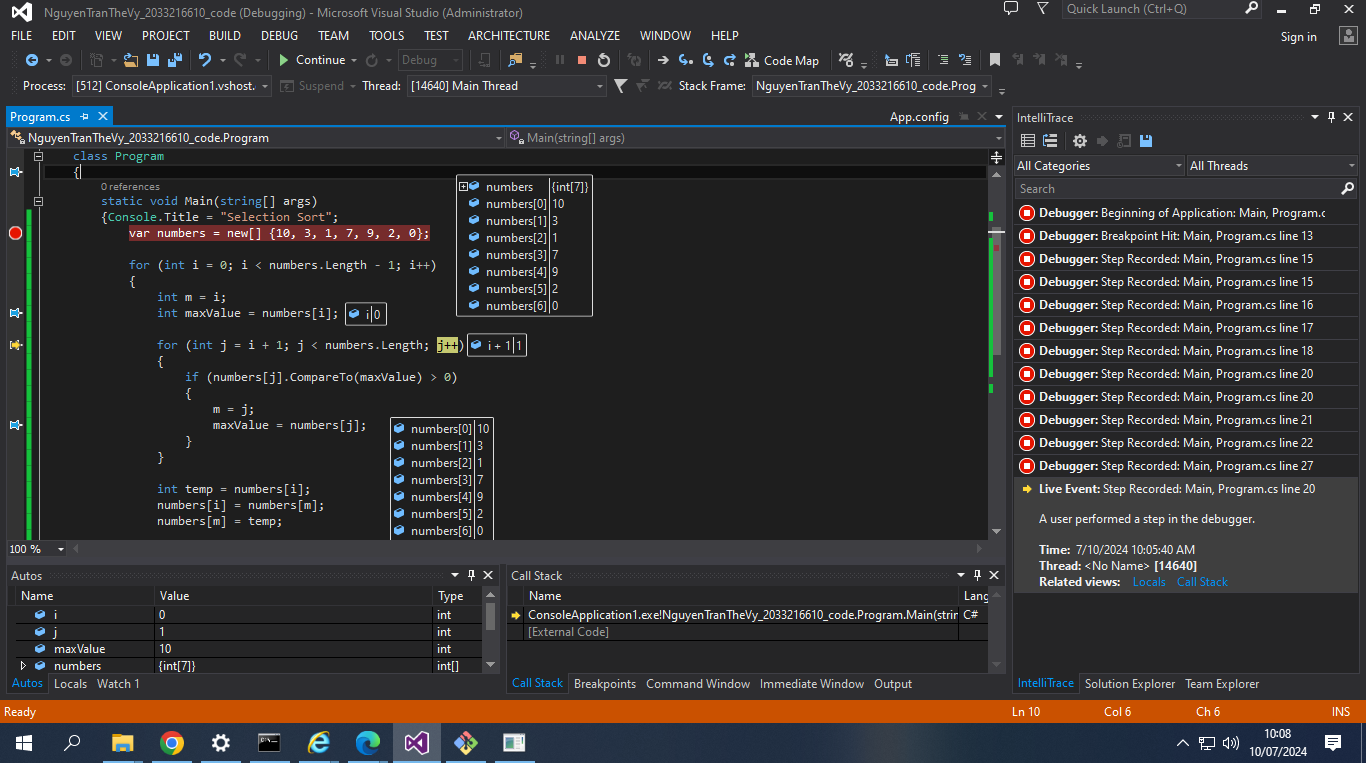 NguyenTranTheVy_2033216610_code (Debugging) - Microsoft Visual Studio (Administrator)
Quick Launch (Ctrl+Q)
FILE EDIT VIEW PROJECT BUILD DEBUG TEAM TOOLS TEST ARCHITECTURE ANALYZE WINDOW HELP
Sign in
Continue Debug Code Map
Process: [512] ConsoleApplication1.vshost. Suspend Thread: [14640] Main Thread Stack Frame: NguyenTranTheVy_2033216610_code.Prog
Program.cs App.config
NguyenTranTheVy_2033216610_code.Program Main(string[] args)
class Program
{
0 references
static void Main(string[] args)
{Console.Title = "Selection Sort";
var numbers = new[] {10, 3, 1, 7, 9, 2, 0};
for (int i = 0; i < numbers.Length - 1; i++)
{
int m = i;
int maxValue = numbers[i]; i 0
for (int j = i + 1; j < numbers.Length; j++) i + 1 1
{
if (numbers[j].CompareTo(maxValue) > 0)
{
m = j;
maxValue = numbers[j];
}
}
int temp = numbers[i];
numbers[i] = numbers[m];
numbers[m] = temp;
numbers {int[7]}
numbers[0] 10
numbers[1] 3
numbers[2] 1
numbers[3] 7
numbers[4] 9
numbers[5] 2
numbers[6] 0
numbers[0] 10
numbers[1] 3
numbers[2] 1
numbers[3] 7
numbers[4] 9
numbers[5] 2
numbers[6] 0
100 %
IntelliTrace
All Categories All Threads
Search
Debugger: Beginning of Application: Main, Program.c
Debugger: Breakpoint Hit: Main, Program.cs line 13
Debugger: Step Recorded: Main, Program.cs line 15
Debugger: Step Recorded: Main, Program.cs line 15
Debugger: Step Recorded: Main, Program.cs line 16
Debugger: Step Recorded: Main, Program.cs line 17
Debugger: Step Recorded: Main, Program.cs line 18
Debugger: Step Recorded: Main, Program.cs line 20
Debugger: Step Recorded: Main, Program.cs line 20
Debugger: Step Recorded: Main, Program.cs line 21
Debugger: Step Recorded: Main, Program.cs line 22
Debugger: Step Recorded: Main, Program.cs line 27
Live Event: Step Recorded: Main, Program.cs line 20
A user performed a step in the debugger.
Time: 7/10/2024 10:05:40 AM
Thread: <No Name> [14640]
Related views: Locals Call Stack
Autos
Name Value Type
i 0 int
j 1 int
maxValue 10 int
numbers {int[7]} int[]
Autos Locals Watch 1
Call Stack
Name Lang
ConsoleApplication1.exe!NguyenTranTheVy_2033216610_code.Program.Main(strin C#
[External Code]
Call Stack Breakpoints Command Window Immediate Window Output
IntelliTrace Solution Explorer Team Explorer
Ready Ln 10 Col 6 Ch 6 INS
10:08
10/07/2024